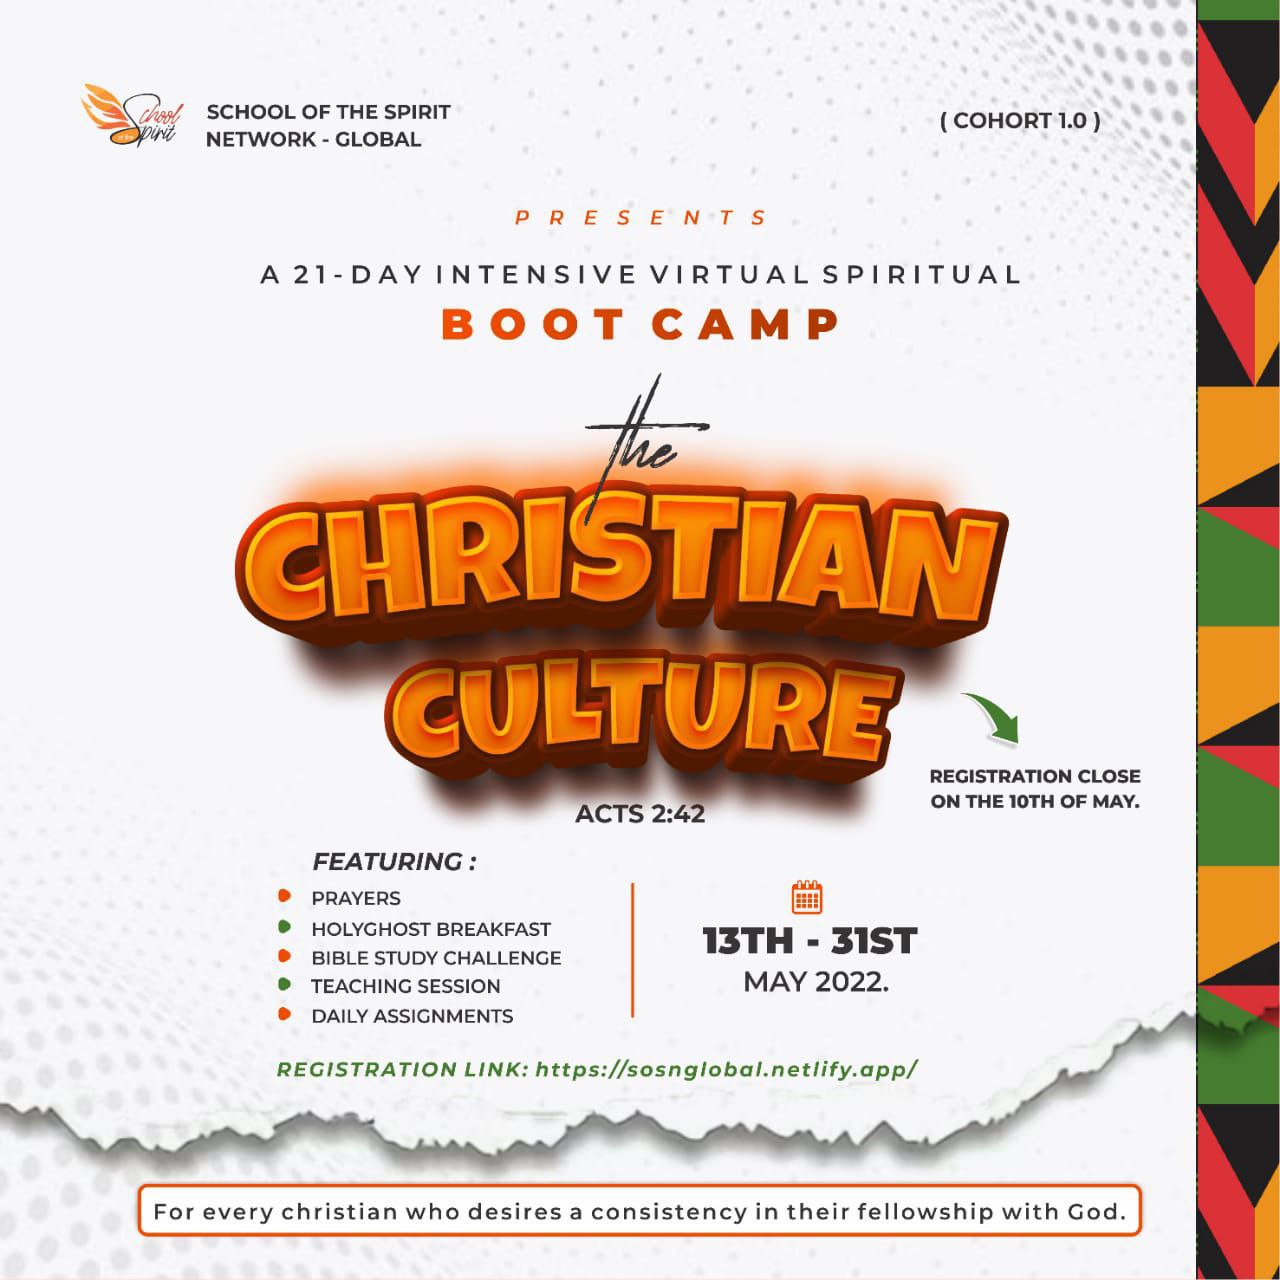 School
of the
Spirit
SCHOOL OF THE SPIRIT
NETWORK - GLOBAL
( COHORT 1.0 )
PRESENTS
A 21-DAY INTENSIVE VIRTUAL SPIRITUAL
BOOT CAMP
the
CHRISTIAN
CULTURE
ACTS 2:42
REGISTRATION CLOSE
ON THE 10TH OF MAY.
FEATURING :
PRAYERS
HOLYGHOST BREAKFAST
BIBLE STUDY CHALLENGE
TEACHING SESSION
DAILY ASSIGNMENTS
13TH - 31ST
MAY 2022.
REGISTRATION LINK: https://sosnglobal.netlify.app/
For every christian who desires a consistency in their fellowship with God.